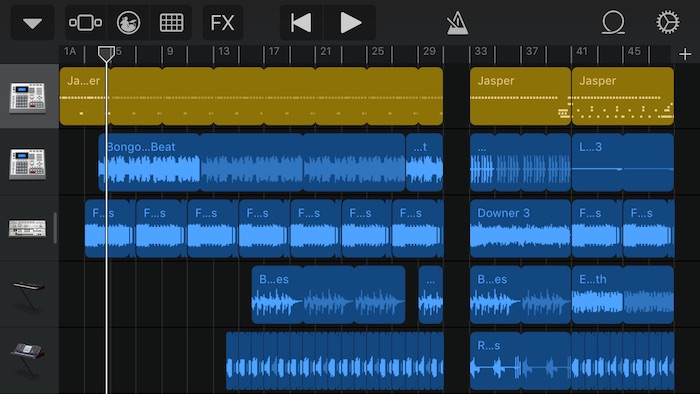 FX
1A 5 9 13 17 21 25 29 33 37 41 45
Ja...er Jasper Jasper
Bongo...Beat ...t ... L...3
F...s F...s F...s F...s F...s F...s F...s Downer 3 F...s F...s
B...es ... B...es E...th
R...s